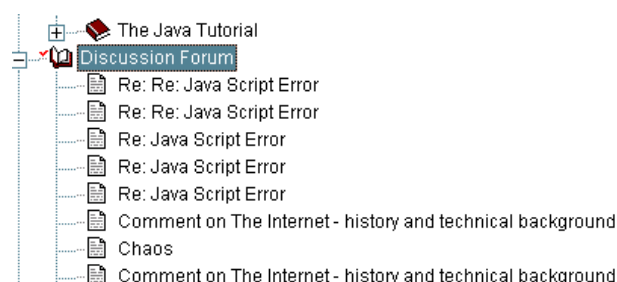 The Java Tutorial
Discussion Forum
Re: Re: Java Script Error
Re: Re: Java Script Error
Re: Java Script Error
Re: Java Script Error
Re: Java Script Error
Comment on The Internet - history and technical background
Chaos
Comment on The Internet - history and technical background